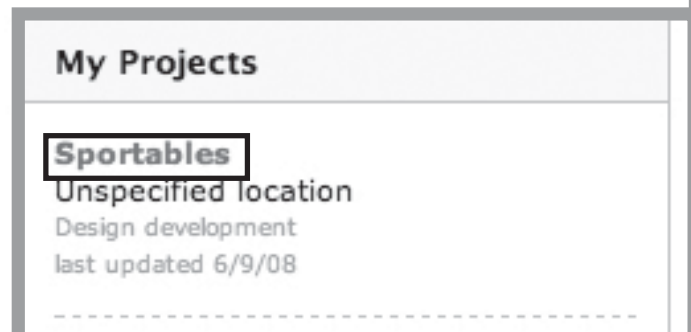 My Projects
Sportables
Unspecified location
Design development
last updated 6/9/08